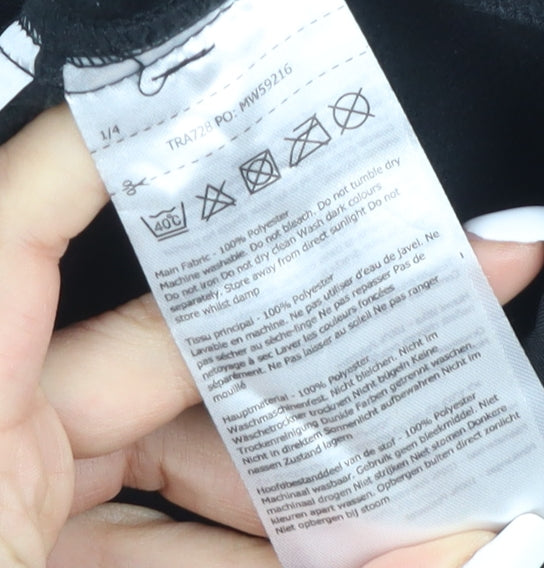 1/4
TRA728 PO: MW59216
40C
Main Fabric - 100% Polyester
Machine washable. Do not bleach. Do not tumble dry
Do not iron Do not dry clean Wash dark colours
separately. Store away from direct sunlight Do not
store whilst damp
Tissu principal - 100% Polyester
Lavable en machine. Ne pas utiliser d'eau de javel. Ne
pas sécher au sèche-linge Ne pas repasser Pas de
nettoyage à sec Laver les couleurs foncées
séparément. Ne Pas laisser au soleil Ne pas ranger
mouillé
Hauptmaterial - 100% Polyester
Waschmaschinenfest. Nicht bleichen. Nicht im
Wäschetrockner trocknen Nicht bügeln Keine
Trockenreinigung Dunkle Farben getrennt waschen.
Nicht in direktem Sonnenlicht aufbewahren Nicht im
nassen Zustand lagern
Hoofdbestanddeel van de stof - 100% Polyester
Machinaal wasbaar. Gebruik geen bleekmiddel. Niet
machinaal drogen Niet strijken Niet stomen Donkere
kleuren apart wassen. Opbergen buiten direct zonlicht
Niet opbergen bij stoom